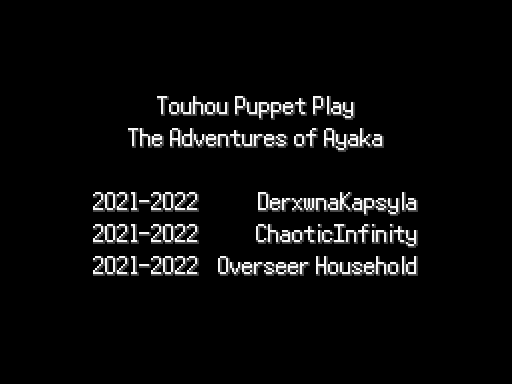 Touhou Puppet Play
The Adventures of Ayaka
2021-2022 DerxwnaKapsyla
2021-2022 ChaoticInfinity
2021-2022 Overseer Household